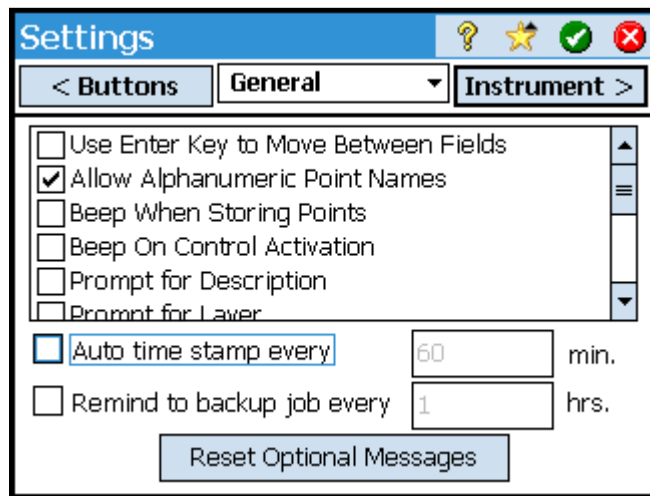 Settings
< Buttons General Instrument >
Use Enter Key to Move Between Fields
Allow Alphanumeric Point Names
Beep When Storing Points
Beep On Control Activation
Prompt for Description
Prompt for Layer
Auto time stamp every 60 min.
Remind to backup job every 1 hrs.
Reset Optional Messages